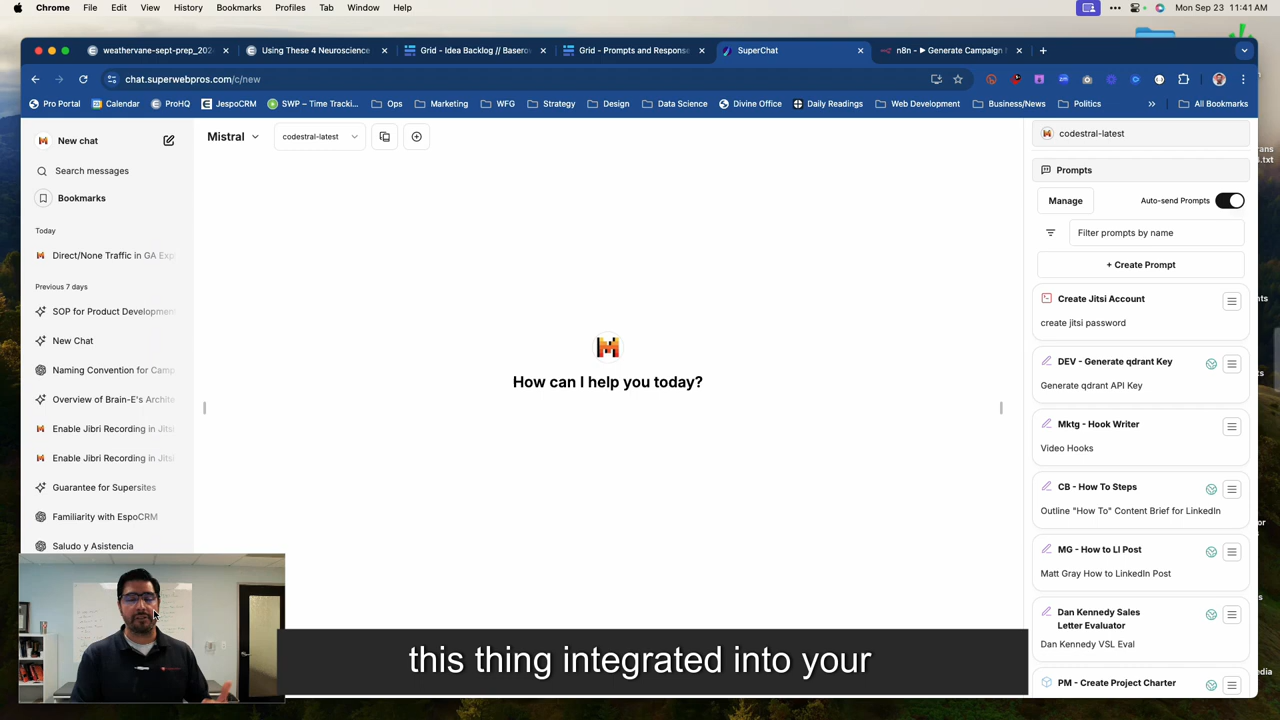 Chrome File Edit View History Bookmarks Profiles Tab Window Help Mon Sep 23 11:41 AM
weathervane-sept-prep_202 Using These 4 Neuroscience Grid - Idea Backlog // Basero Grid - Prompts and Response SuperChat n8n - ▶ Generate Campaign
chat.superwebpros.com/c/new
Pro Portal Calendar ProHQ JespoCRM SWP – Time Tracki... Ops Marketing WFG Strategy Design Data Science Divine Office Daily Readings Web Development Business/News Politics » All Bookmarks
New chat
Search messages
Bookmarks
Today
Direct/None Traffic in GA Exp
Previous 7 days
SOP for Product Developmen
New Chat
Naming Convention for Camp
Overview of Brain-E's Archite
Enable Jibri Recording in Jitsi
Enable Jibri Recording in Jitsi
Guarantee for Supersites
Familiarity with EspoCRM
Saludo y Asistencia
Mistral codestral-latest
How can I help you today?
codestral-latest
Prompts
Manage Auto-send Prompts
Filter prompts by name
+ Create Prompt
Create Jitsi Account
create jitsi password
DEV - Generate qdrant Key
Generate qdrant API Key
Mktg - Hook Writer
Video Hooks
CB - How To Steps
Outline "How To" Content Brief for LinkedIn
MG - How to LI Post
Matt Gray How to LinkedIn Post
Dan Kennedy Sales
Letter Evaluator
Dan Kennedy VSL Eval
PM - Create Project Charter
this thing integrated into your